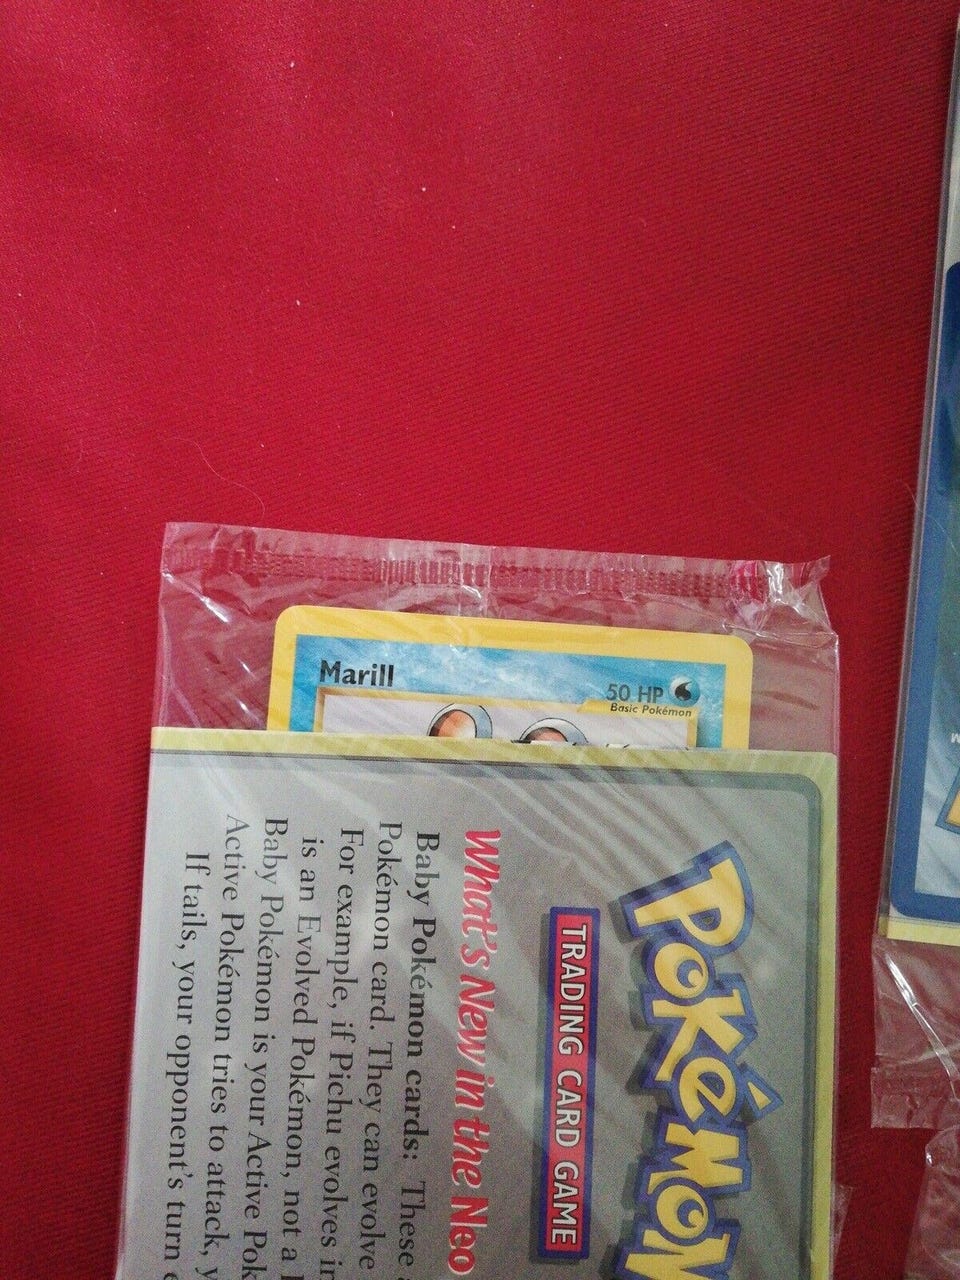 Marill
50 HP
Basic Pokémon
POKéMON
TRADING CARD GAME
What's New in the Neo
Baby Pokémon cards: These
Pokémon card. They can evolve
For example, if Pichu evolves in
is an Evolved Pokémon, not a
Baby Pokémon is your Active Pok
Active Pokémon tries to attack, y
If tails, your opponent's turn e